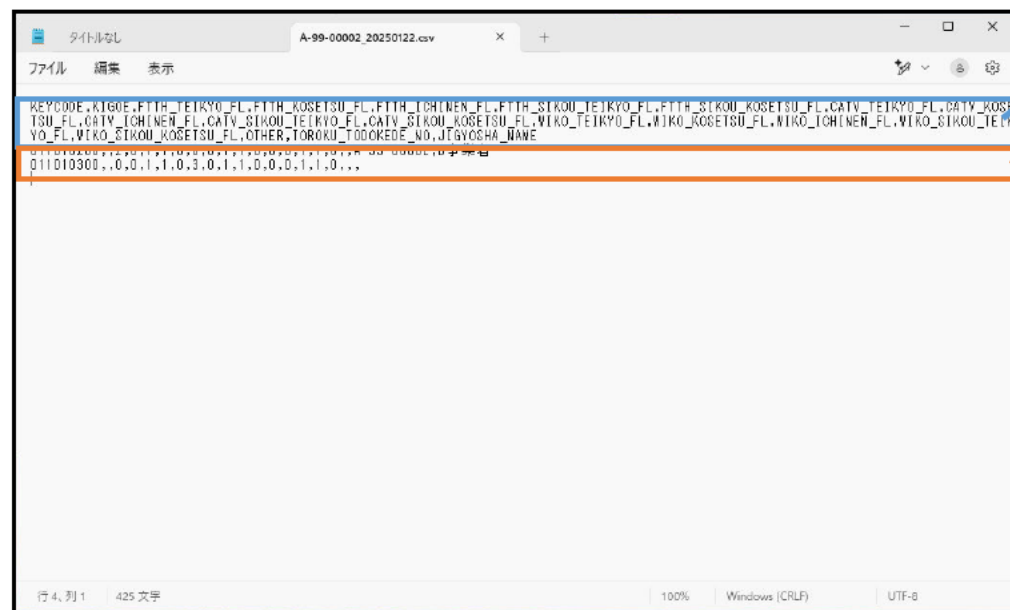 タイトルなし
A-99-00002_20250122.csv
ファイル 編集 表示
KEYCODE,KIGOE,FTTH_TEIKYO_FL,FTTH_KOSETSU_FL,FTTH_ICHINEN_FL,FTTH_SIKOU_TEIKYO_FL,FTTH_SIKOU_KOSETSU_FL,CATV_TEIKYO_FL,CATV_KOSE
TSU_FL,CATV_ICHINEN_FL,CATV_SIKOU_TEIKYO_FL,CATV_SIKOU_KOSETSU_FL,WIKO_TEIKYO_FL,WIKO_KOSETSU_FL,WIKO_ICHINEN_FL,WIKO_SIKOU_TEIK
YO_FL,WIKO_SIKOU_KOSETSU_FL,OTHER,TOROKU_TODOKEDE_NO,JIGYOSHA_NAME
011010300,,0,0,1,1,0,3,0,1,1,0,0,0,1,1,0,,,
行 4、列 1
425 文字
100%
Windows (CRLF)
UTF-8